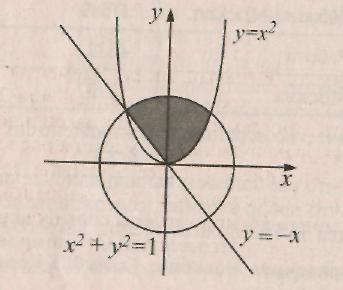 y
y=x²
x
x² + y²=1
y = -x